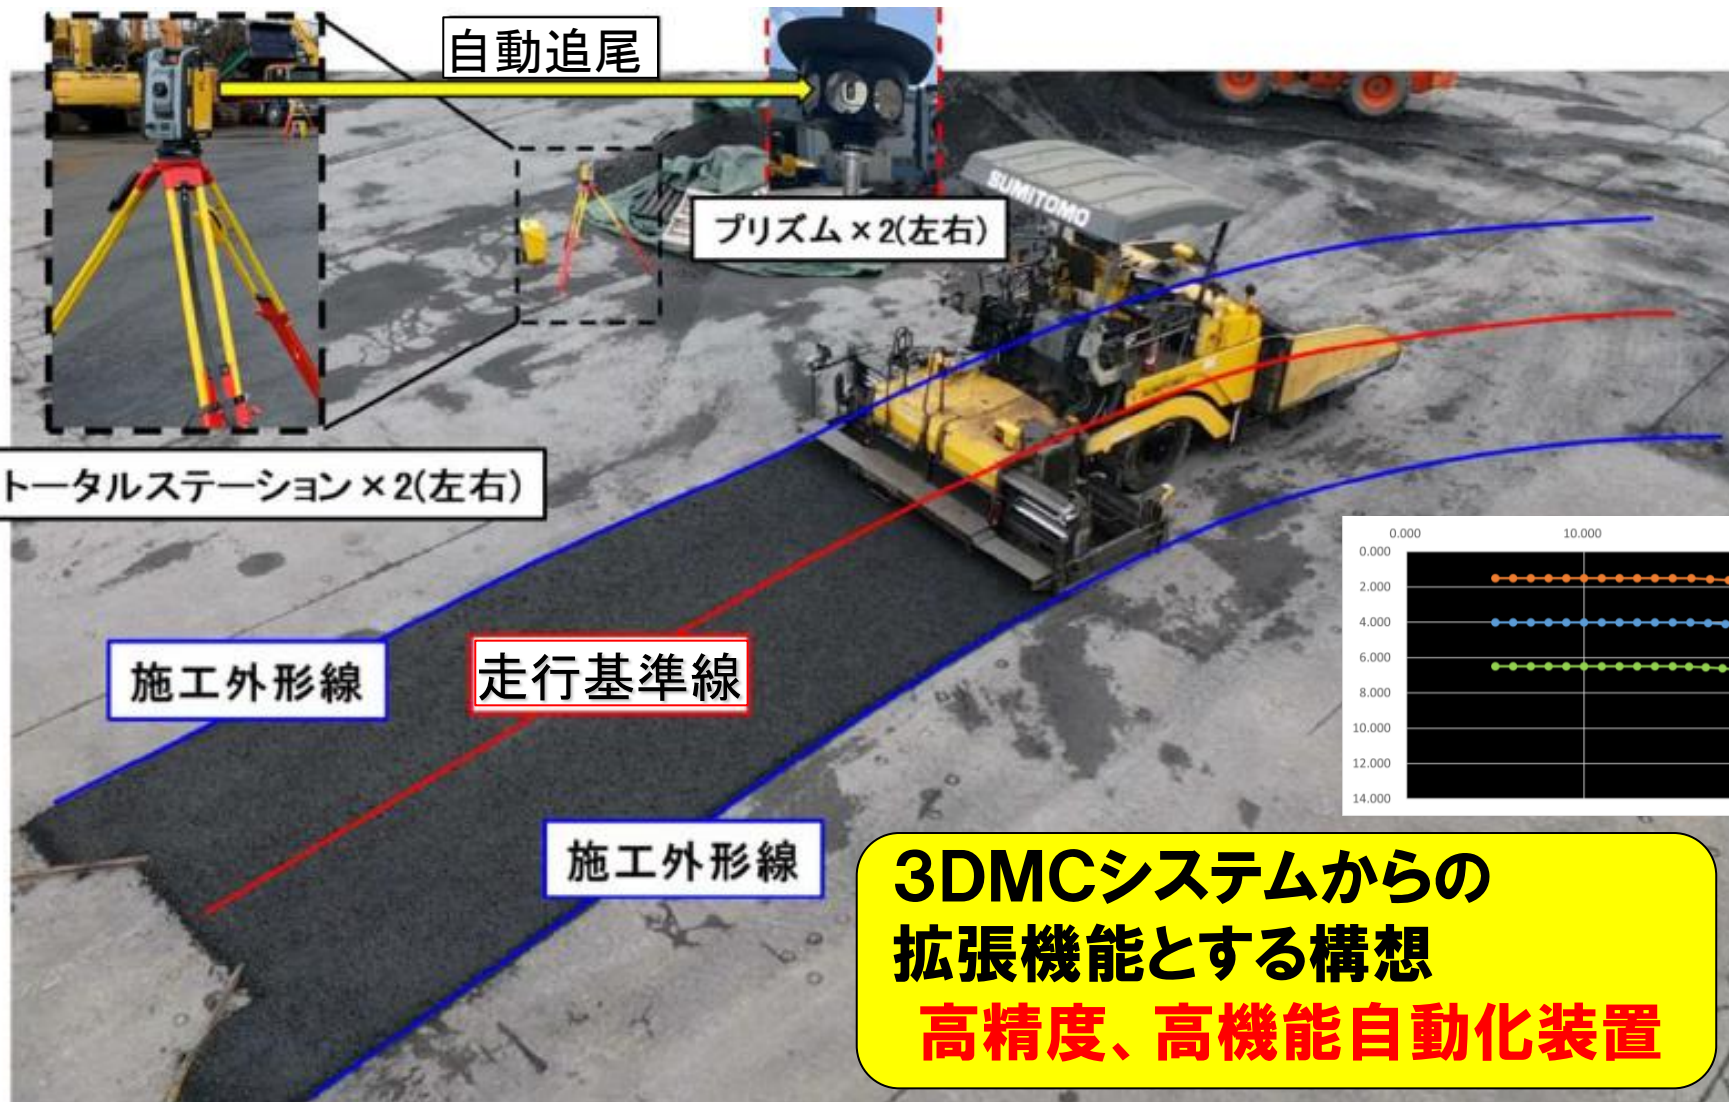 自動追尾
SUMITOMO
プリズム×2(左右)
トータルステーション×2(左右)
0.000
10.000
0.000
2.000
4.000
6.000
8.000
10.000
12.000
14.000
施工外形線
走行基準線
施工外形線
3DMCシステムからの
拡張機能とする構想
高精度、高機能自動化装置